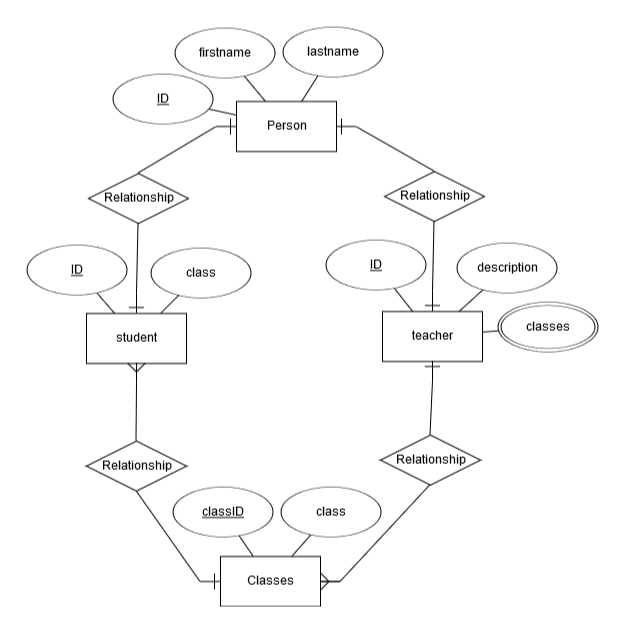 firstname
lastname
ID
Person
Relationship
Relationship
ID
class
ID
description
student
teacher
classes
Relationship
Relationship
classID
class
Classes